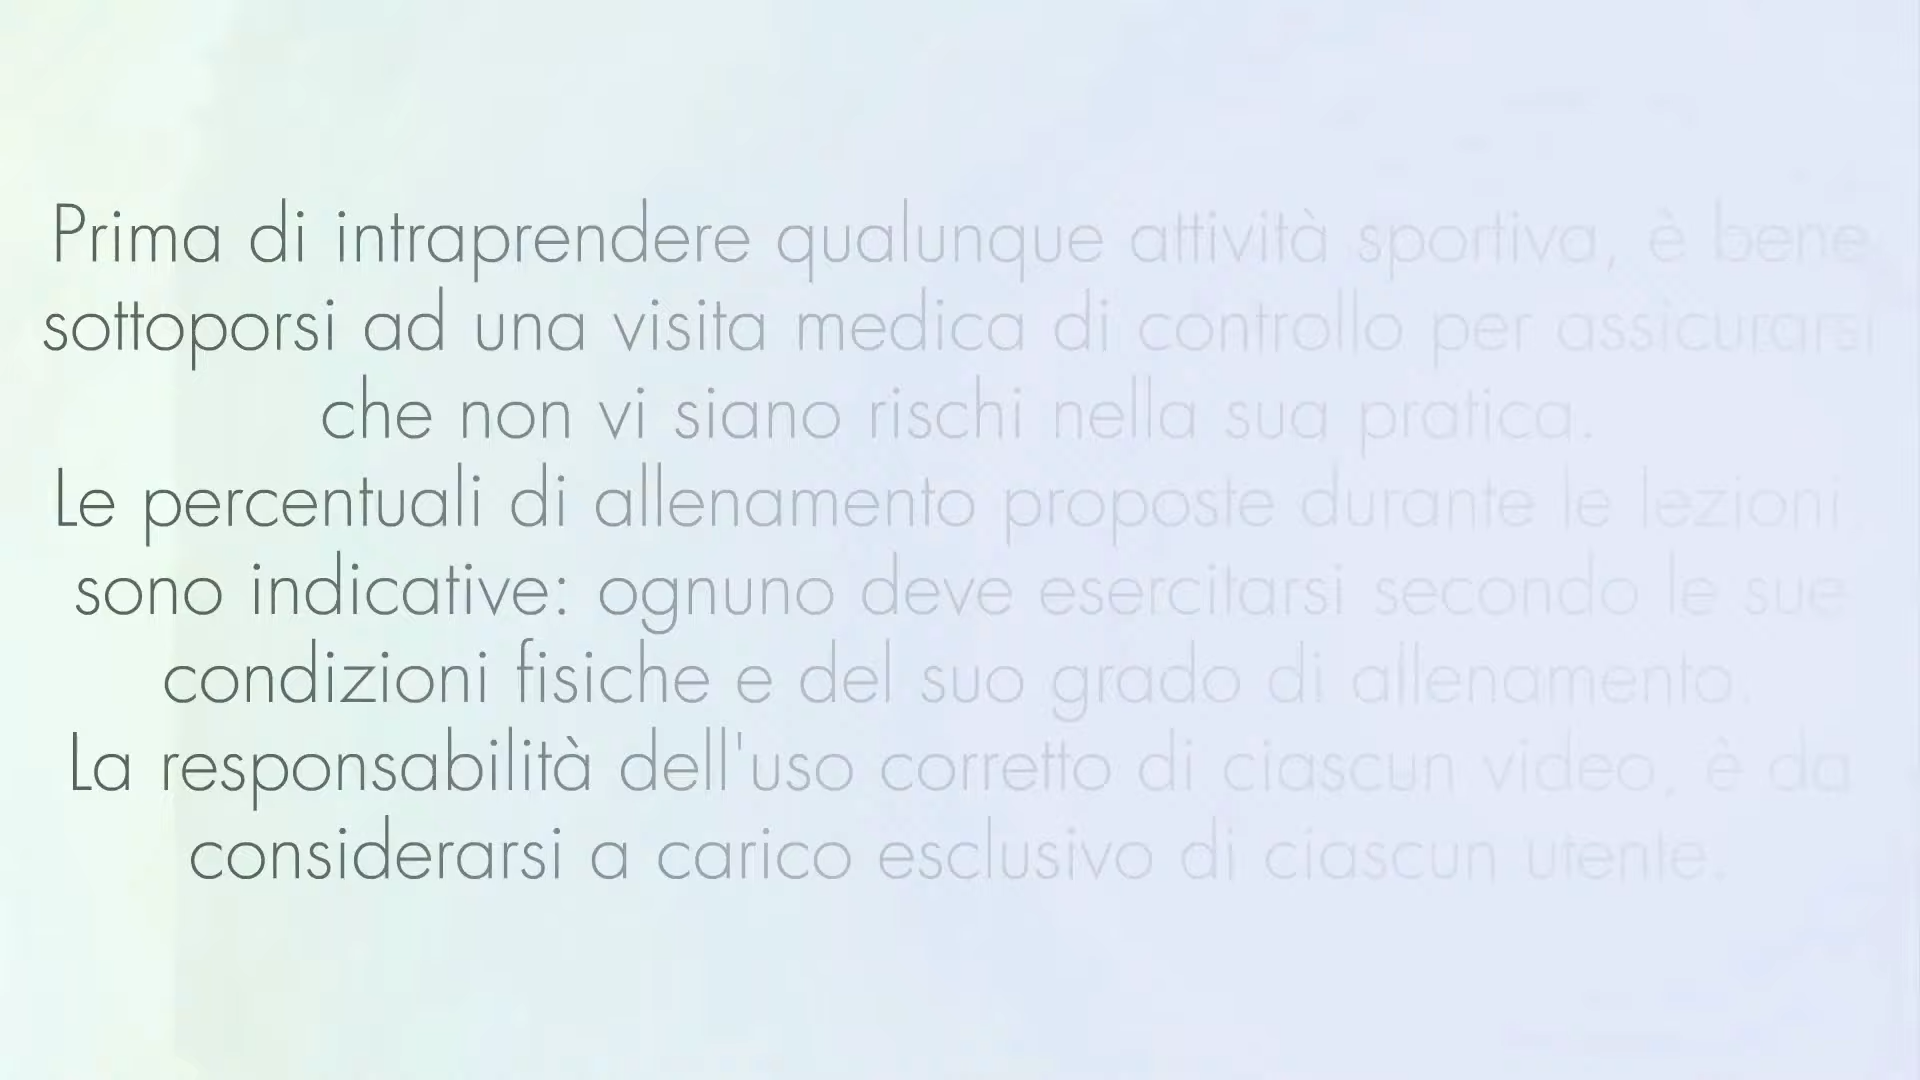 Prima di intraprendere qualunque attività sportiva, è bene
sottoporsi ad una visita medica di controllo per assicurarsi
che non vi siano rischi nella sua pratica.
Le percentuali di allenamento proposte durante le lezioni
sono indicative: ognuno deve esercitarsi secondo le sue
condizioni fisiche e del suo grado di allenamento.
La responsabilità dell'uso corretto di ciascun video, è da
considerarsi a carico esclusivo di ciascun utente.